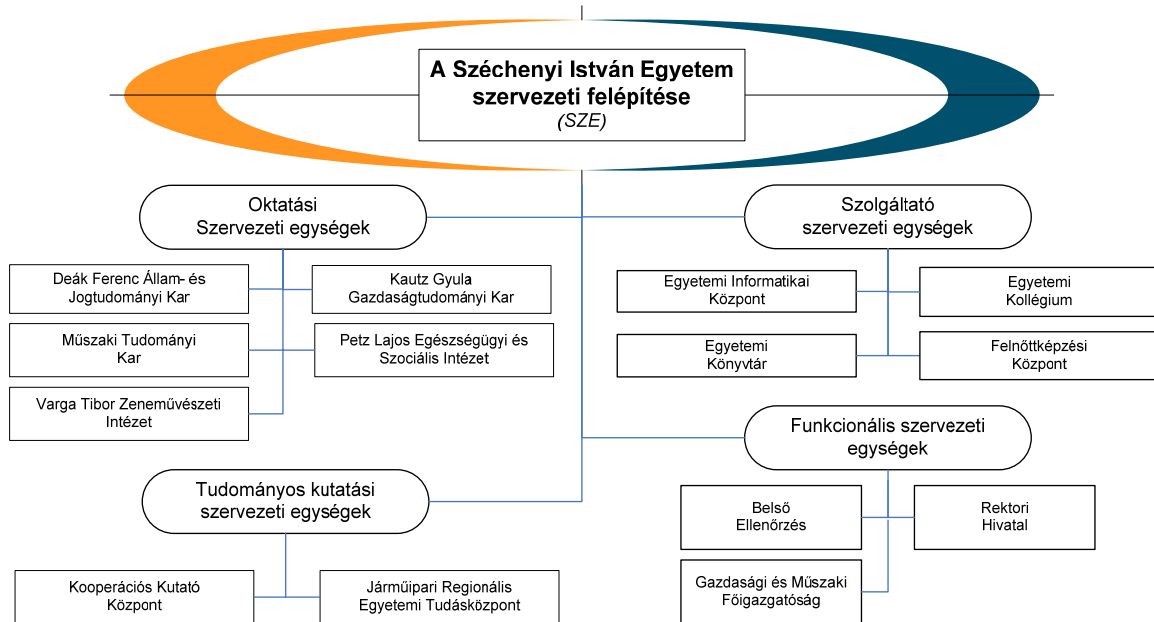 A Széchenyi István Egyetem
szervezeti felépítése
(SZE)
Oktatási
Szervezeti egységek
Deák Ferenc Állam- és
Jogtudományi Kar
Kautz Gyula
Gazdaságtudományi Kar
Műszaki Tudományi
Kar
Petz Lajos Egészségügyi és
Szociális Intézet
Varga Tibor Zeneművészeti
Intézet
Szolgáltató
szervezeti egységek
Egyetemi Informatikai
Központ
Egyetemi
Kollégium
Egyetemi
Könyvtár
Felnőttképzési
Központ
Tudományos kutatási
szervezeti egységek
Kooperációs Kutató
Központ
Járműipari Regionális
Egyetemi Tudásközpont
Funkcionális szervezeti
egységek
Belső
Ellenőrzés
Rektori
Hivatal
Gazdasági és Műszaki
Főigazgatóság